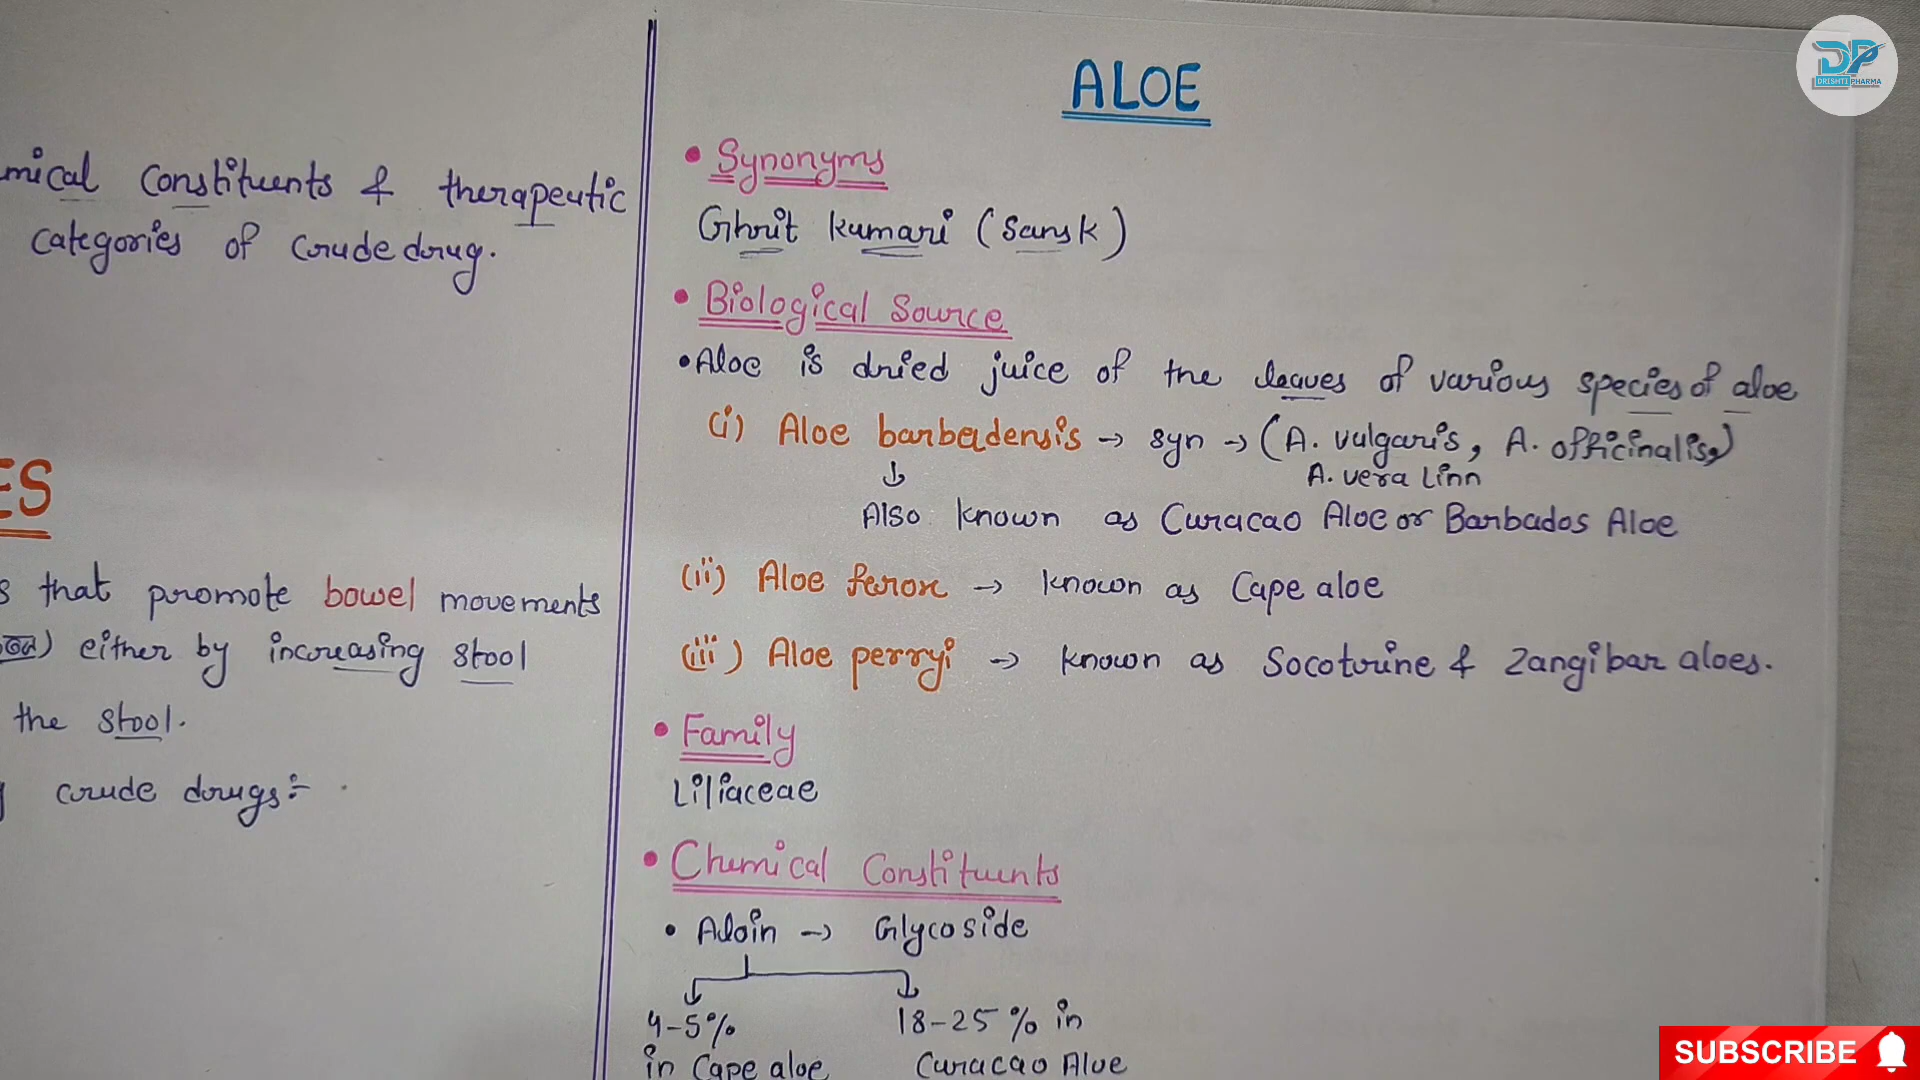 mical Constituents & therapeutic
categories of crude drug.
ES
s that promote bowel movements
either by increasing stool
the stool.
crude drugs:-
ALOE
• Synonyms
Ghrit kumari (Sansk)
• Biological Source
• Aloe is dried juice of the leaves of various species of aloe
(i) Aloe barbadensis → syn → (A. vulgaris, A. officinalis,)
A. vera Linn
↓
Also known as Curacao Aloe or Barbados Aloe
(ii) Aloe ferox → known as Cape aloe
(iii) Aloe perryi → known as Socotrine & Zangibar aloes.
• Family
Liliaceae
• Chemical Constituents
• Aloin → Glycoside
4-5% 18-25% in
in Cape aloe Curacao Aloe
DP
DRISHTI PHARMA
SUBSCRIBE